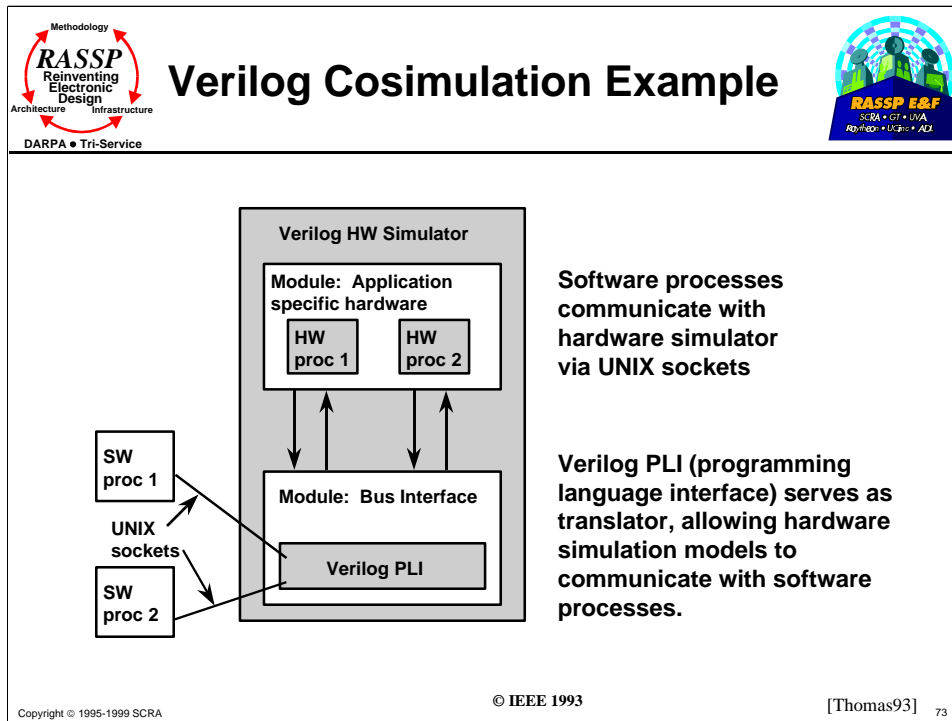 Methodology
RASSP
Reinventing
Electronic
Design
Architecture Infrastructure
DARPA ● Tri-Service
Verilog Cosimulation Example
RASSP E&F
SCRA • GT • UVA
Raytheon • UCinc • ADL
Verilog HW Simulator
Module: Application
specific hardware
HW
proc 1
HW
proc 2
Software processes
communicate with
hardware simulator
via UNIX sockets
SW
proc 1
Module: Bus Interface
UNIX
sockets
Verilog PLI
SW
proc 2
Verilog PLI (programming
language interface) serves as
translator, allowing hardware
simulation models to
communicate with software
processes.
Copyright © 1995-1999 SCRA
© IEEE 1993
[Thomas93]
73